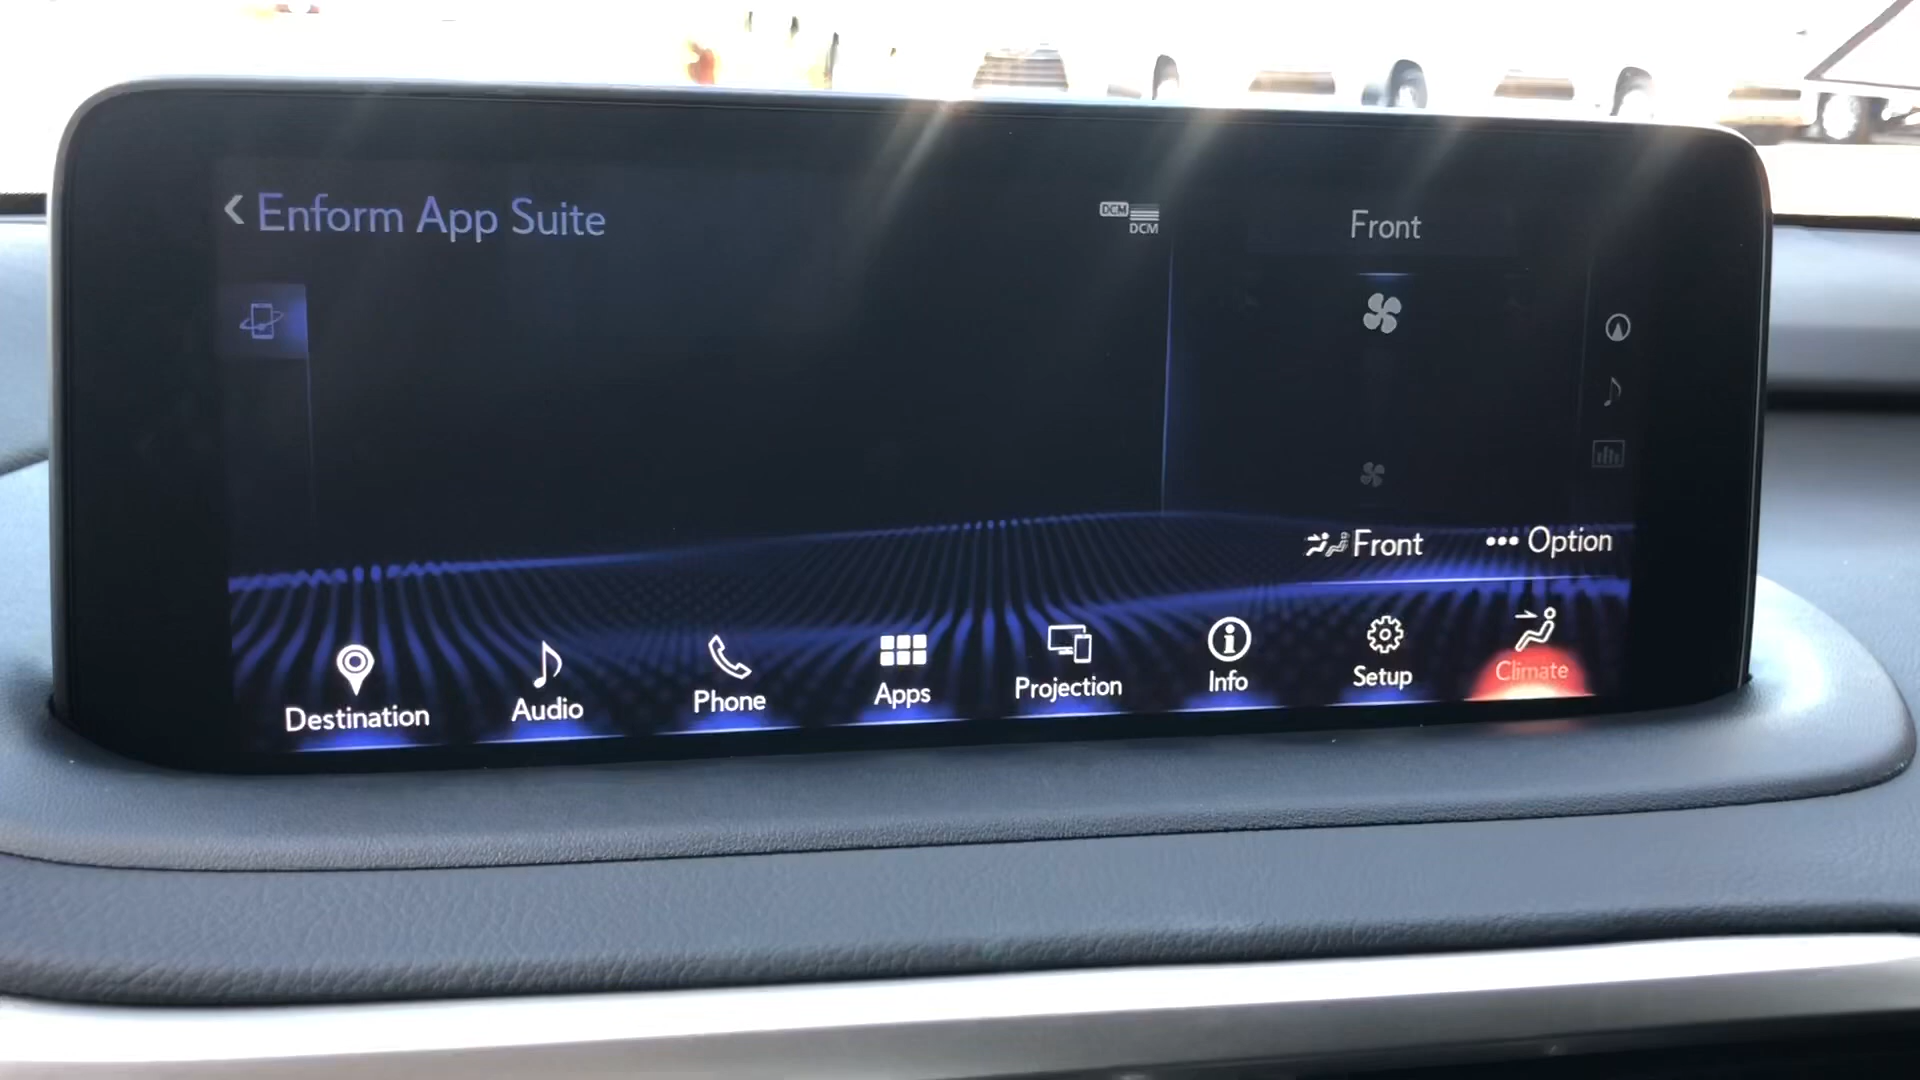 Enform App Suite
DCM
DCM
Front
Front
Option
Destination
Audio
Phone
Apps
Projection
Info
Setup
Climate